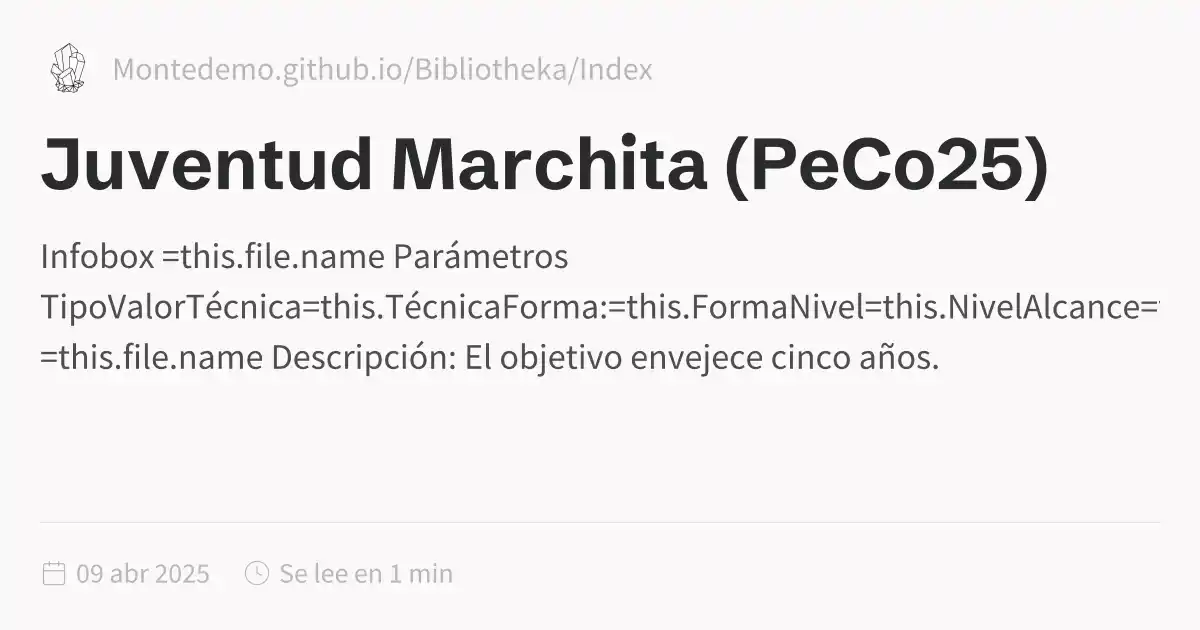 Montedemo.github.io/Bibliotheka/Index
Juventud Marchita (PeCo25)
Infobox =this.file.name Parámetros
TipoValorTécnica=this.TécnicaForma:=this.FormaNivel=this.NivelAlcance=
=this.file.name Descripción: El objetivo envejece cinco años.
09 abr 2025 Se lee en 1 min